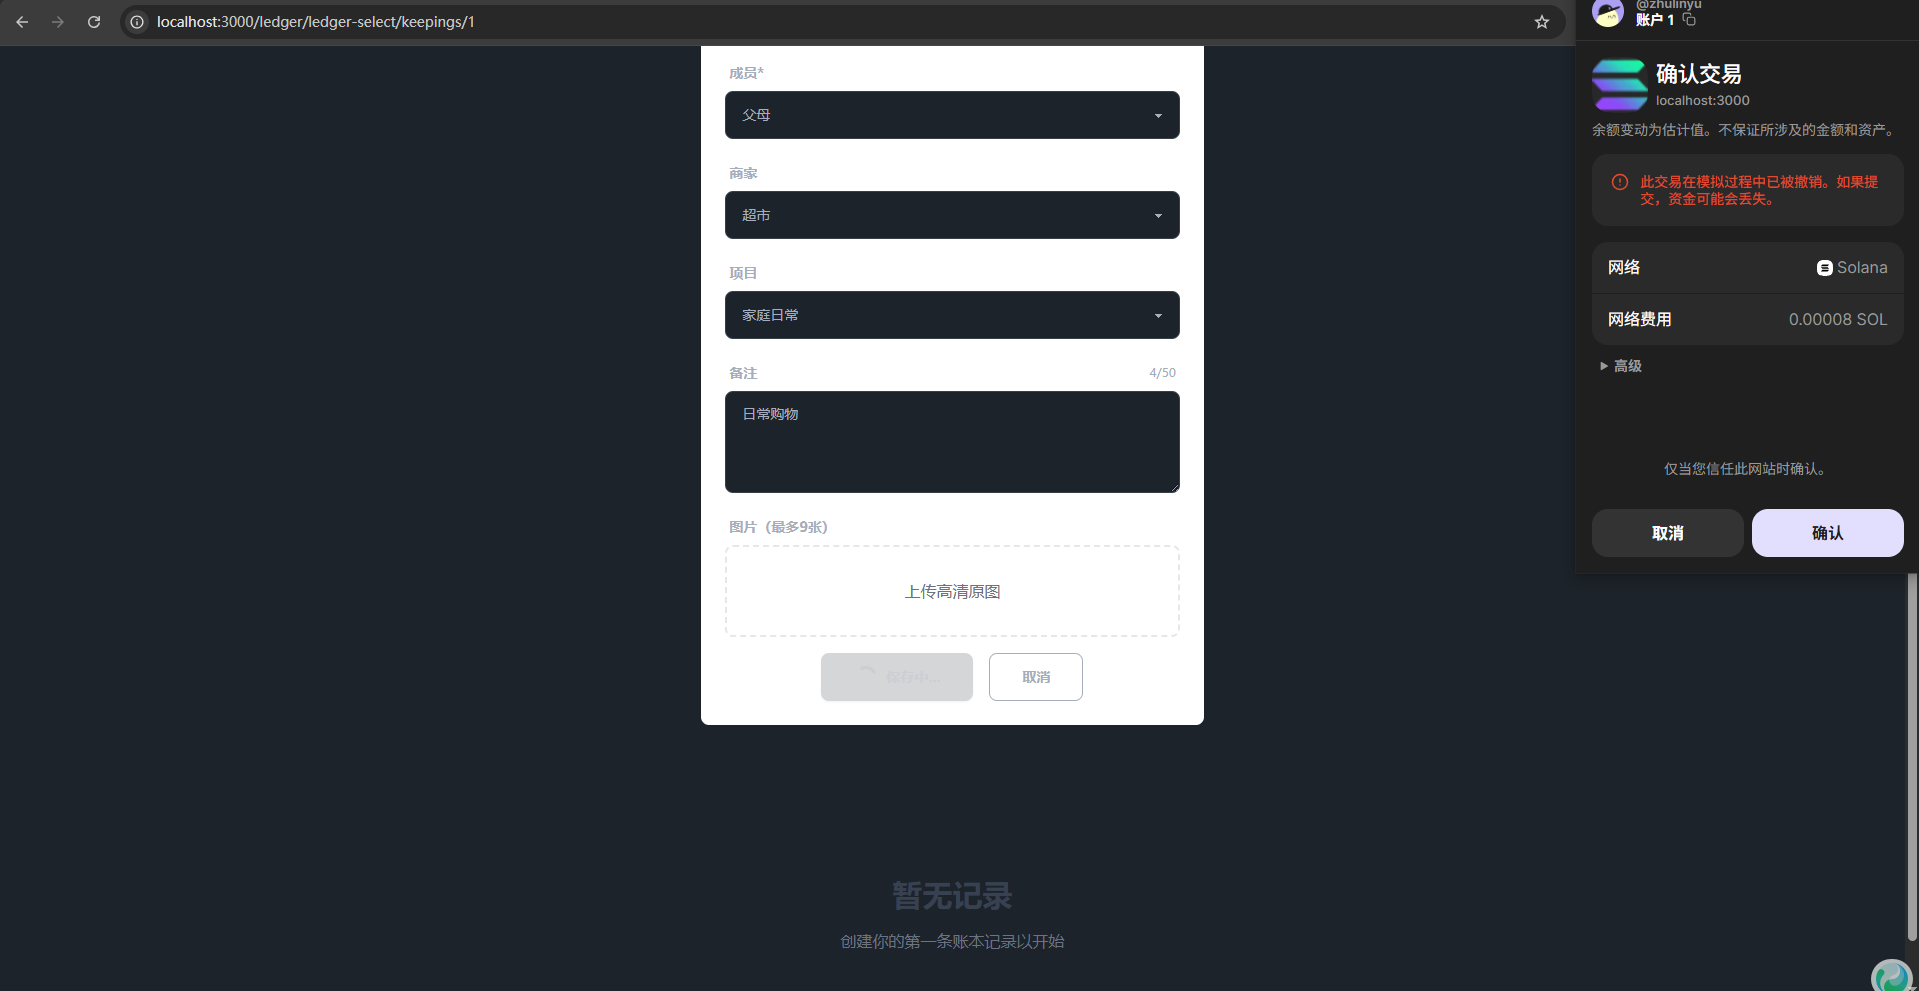 localhost:3000/ledger/ledger-select/keepings/1
成员*
父母
商家
超市
项目
家庭日常
备注
4/50
日常购物
图片（最多9张）
上传高清原图
保存中...
取消
暂无记录
创建你的第一条账本记录以开始
@zhulinyu
账户 1
确认交易
localhost:3000
余额变动为估计值。不保证所涉及的金额和资产。
此交易在模拟过程中已被撤销。如果提
交，资金可能会丢失。
网络
Solana
网络费用
0.00008 SOL
高级
仅当您信任此网站时确认。
取消
确认